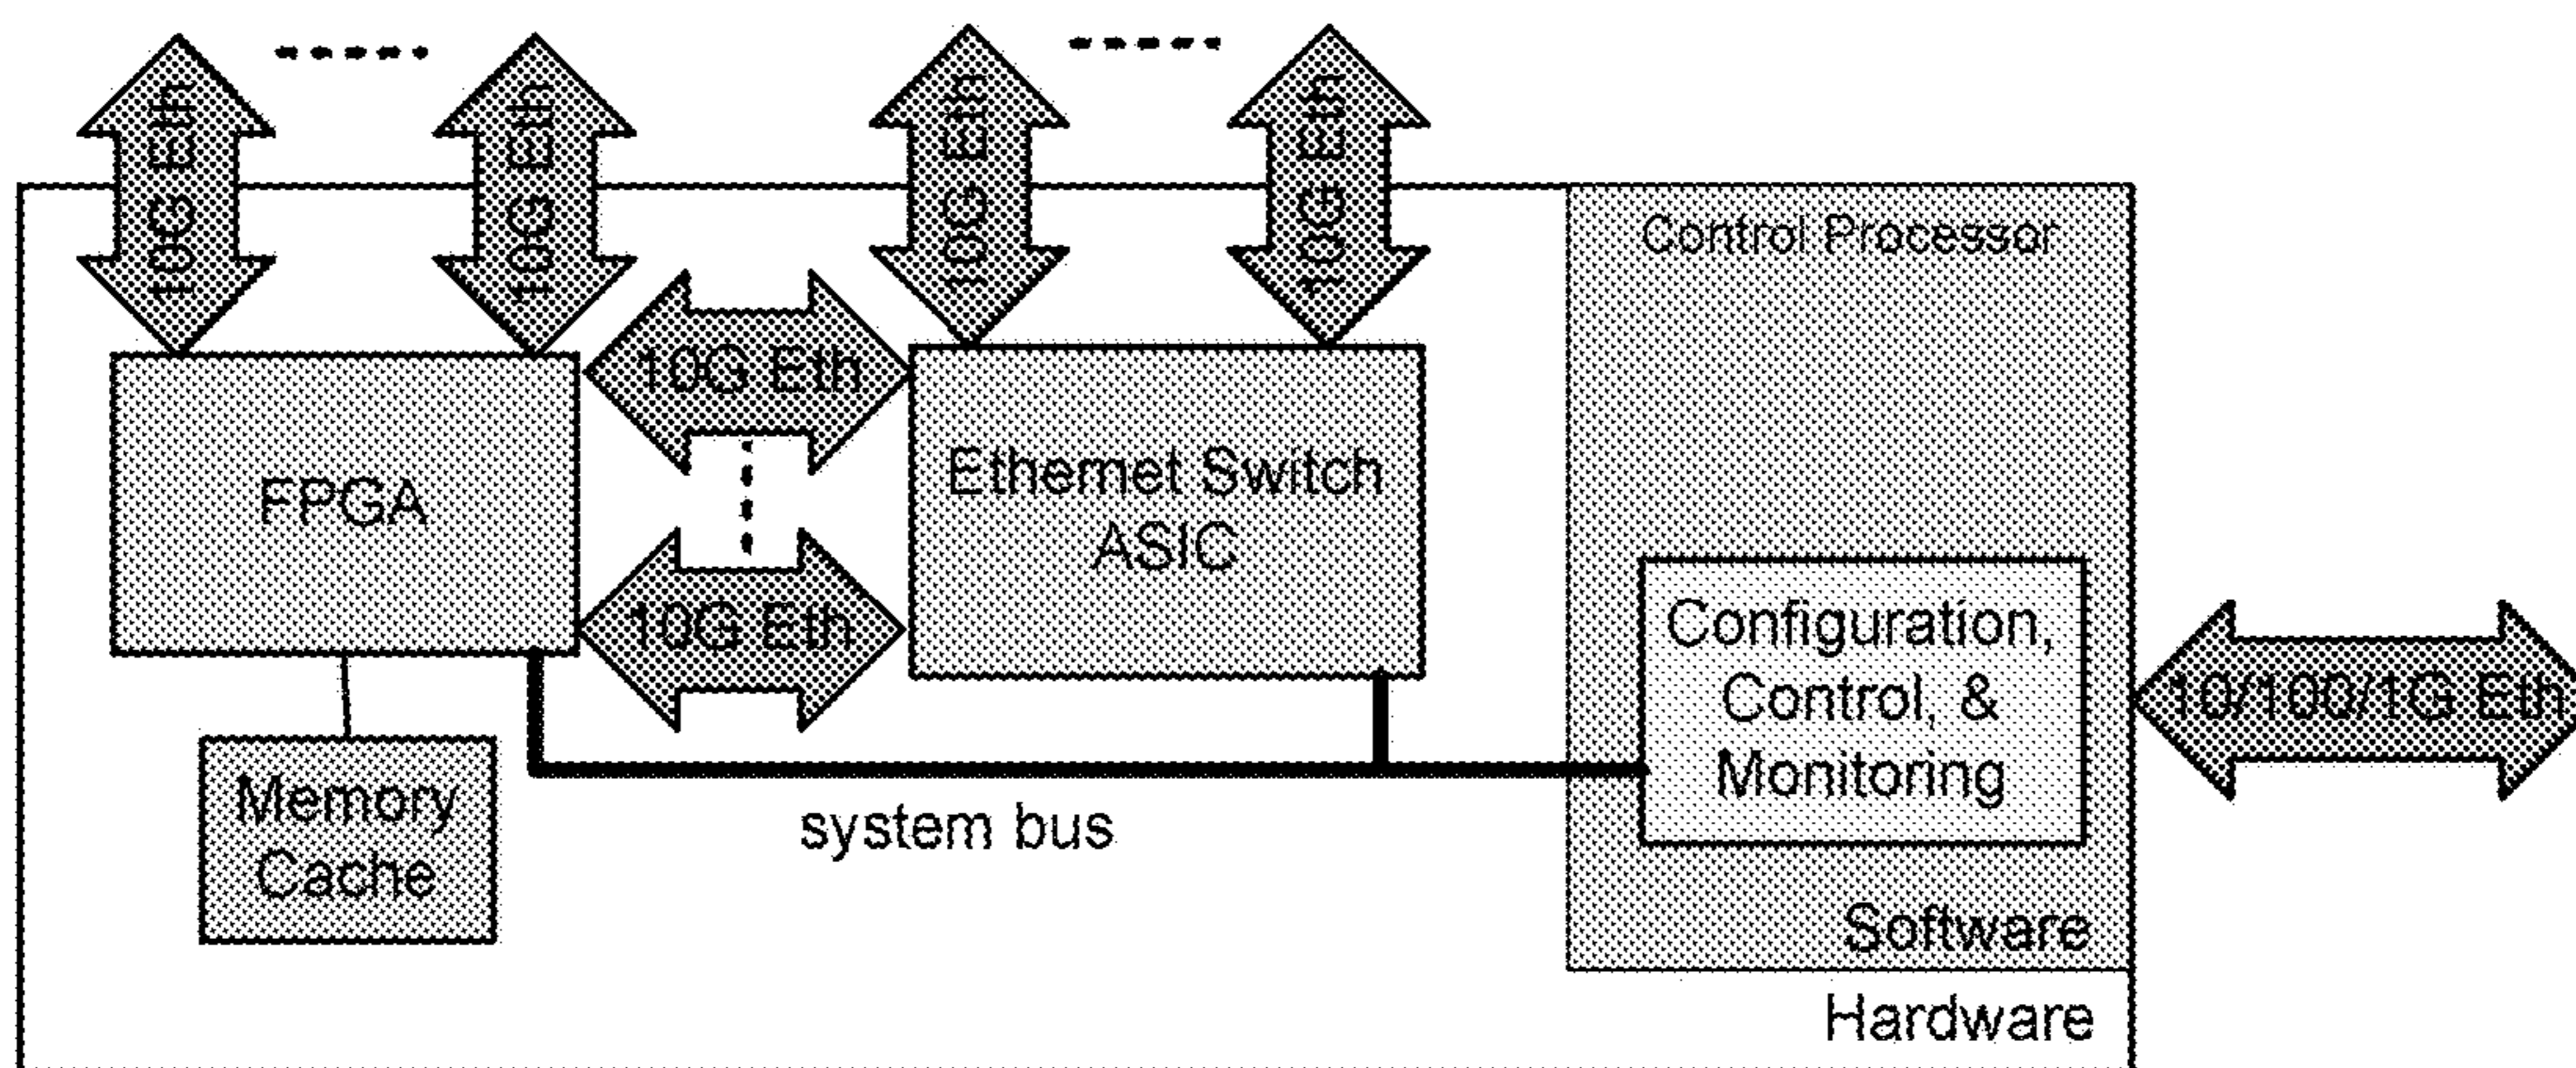 10G Eth
10G Eth
10G Eth
10G Eth
Control Processor
10G Eth
FPGA
Ethernet Switch
ASIC
10G Eth
Configuration,
Control, &
Monitoring
10/100/1G Eth
Memory
Cache
system bus
Software
Hardware